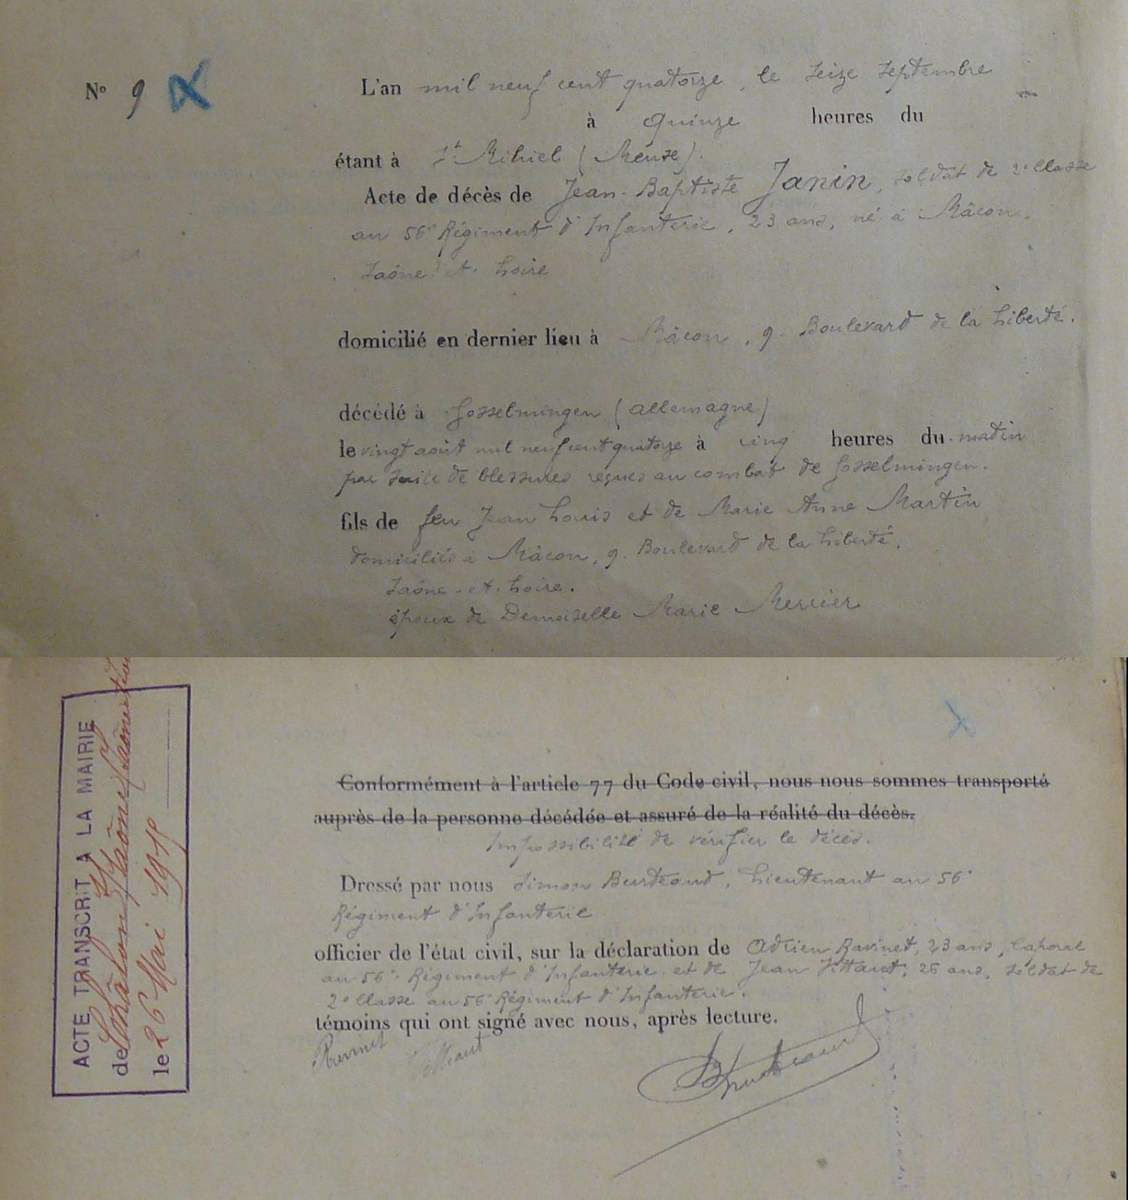 N° 9
L'an mil neuf cent quatorze, le seize septembre
à quinze heures du
étant à St Mihiel (Meuse).
Acte de décès de Jean-Baptiste Janin, soldat de 2e classe
au 56e Régiment d'Infanterie, 23 ans, né à Mâcon.
Saône et Loire
domicilié en dernier lieu à Mâcon, 9. Boulevard de la Liberté.
décédé à Gosselmingen (Allemagne)
le vingt août mil neuf cent quatorze à cinq heures du matin
par suite de blessures reçues au combat de Gosselmingen.
fils de feu Jean Louis et de Marie Anne Martin
domiciliés à Mâcon, 9. Boulevard de la Liberté,
Saône-et-Loire.
époux de Demoiselle Marie Mercier
ACTE TRANSCRIT A LA MAIRIE
de Châlon s/Saône (Saône et Loire
le 26 Mai 1915
Conformément à l'article 77 du Code civil, nous nous sommes transporté
auprès de la personne décédée et assuré de la réalité du décès.
Impossibilité de vérifier le décès.
Dressé par nous Simon Burteaud, Lieutenant au 56e
Régiment d'Infanterie
officier de l'état civil, sur la déclaration de Adrien Ravinet, 23 ans, Caporal
au 56e Régiment d'Infanterie et de Jean Tittaut, 26 ans, soldat de
2e Classe au 56e Régiment d'Infanterie.
témoins qui ont signé avec nous, après lecture.
Ravinet Tittaut